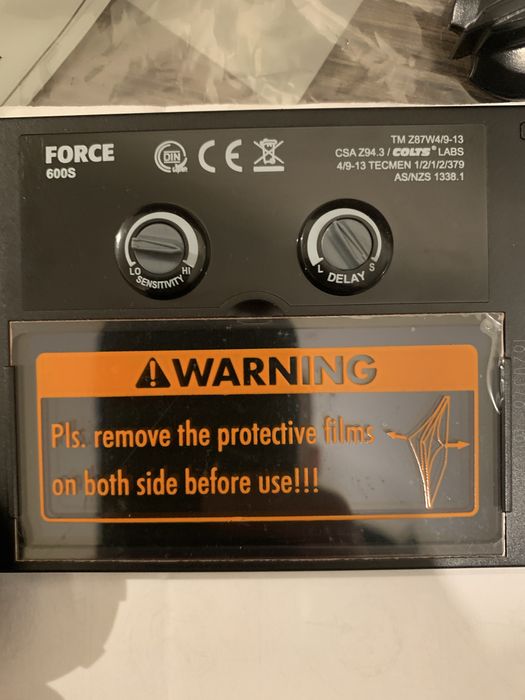 FORCE
600S
DIN
CE
TM Z87W4/9-13
CSA Z94.3 / COLTS® LABS
4/9-13 TECMEN 1/2/1/2/379
AS/NZS 1338.1
LO HI
SENSITIVITY
L S
DELAY
WARNING
Pls. remove the protective films
on both side before use!!!